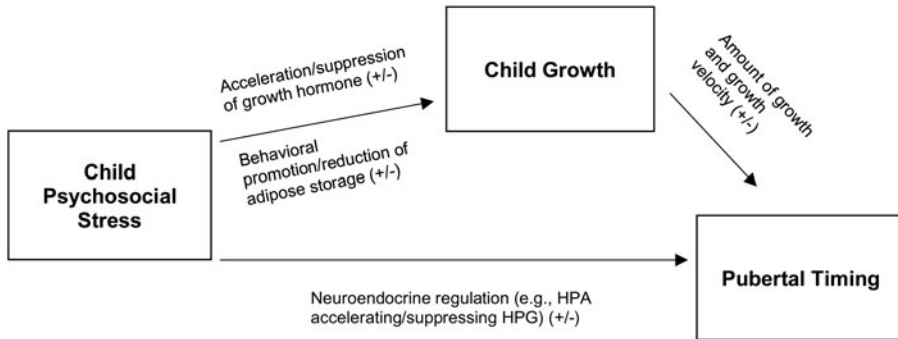 Child Growth
Acceleration/suppression
of growth hormone (+/-)
Behavioral
promotion/reduction of
adipose storage (+/-)
Amount of growth
and growth
velocity (+/-)
Child
Psychosocial
Stress
Pubertal Timing
Neuroendocrine regulation (e.g., HPA
accelerating/suppressing HPG) (+/-)